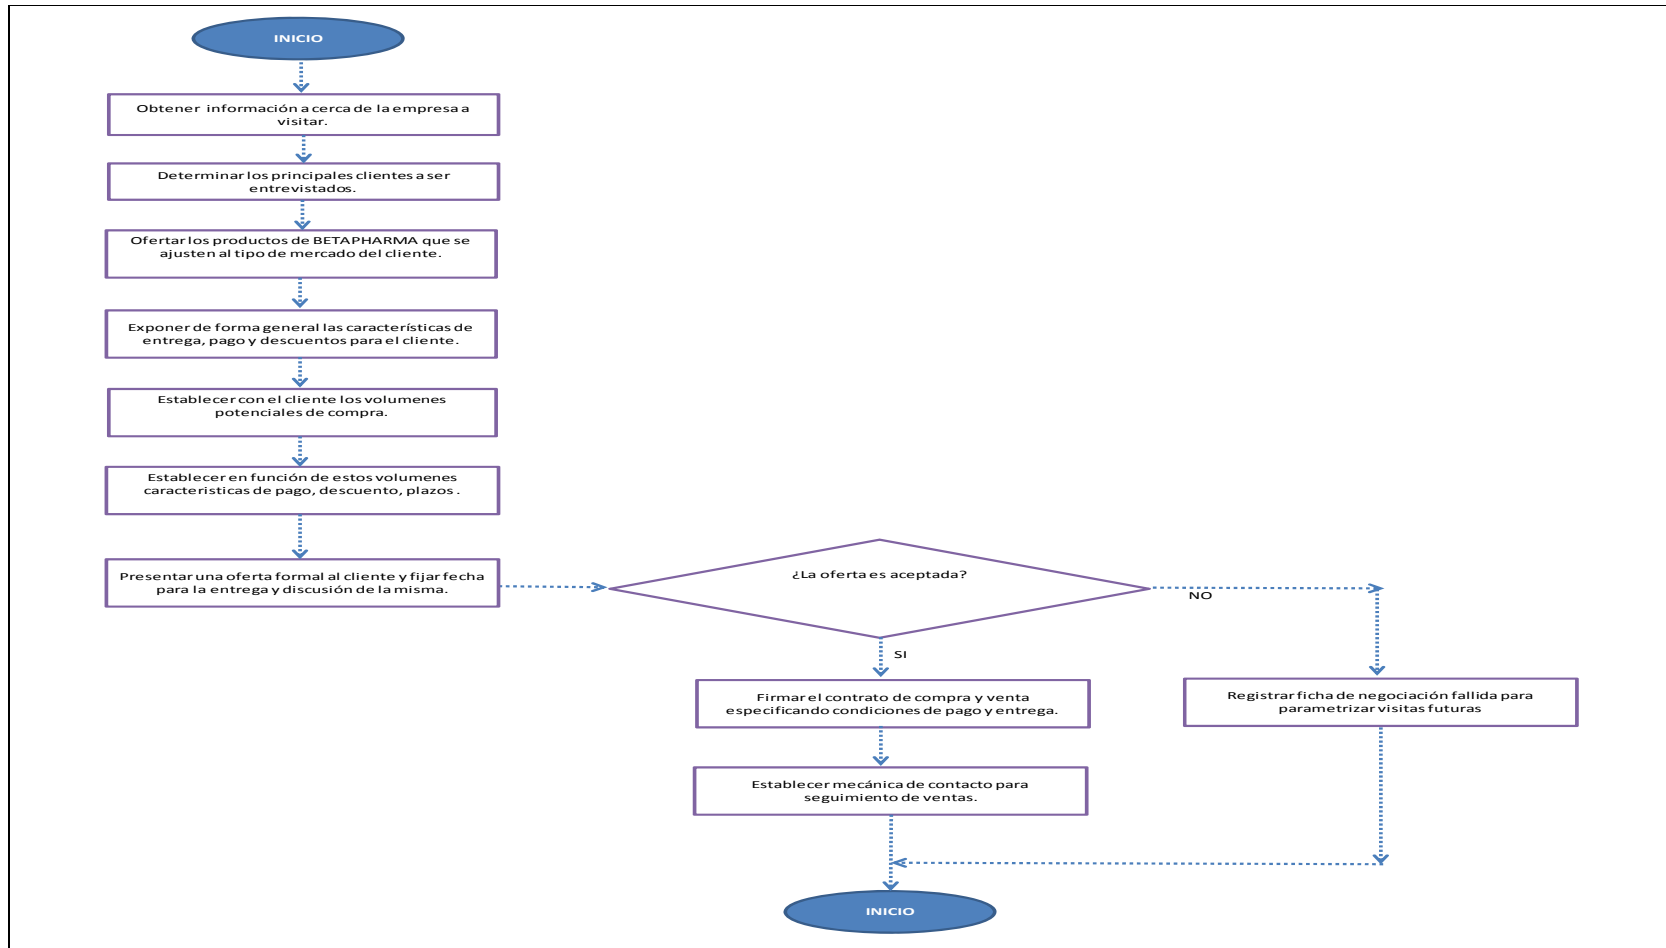 INICIO
Obtener información a cerca de la empresa a
visitar.
Determinar los principales clientes a ser
entrevistados.
Ofertar los productos de BETAPHARMA que se
ajusten al tipo de mercado del cliente.
Exponer de forma general las características de
entrega, pago y descuentos para el cliente.
Establecer con el cliente los volumenes
potenciales de compra.
Establecer en función de estos volumenes
caracteristicas de pago, descuento, plazos .
Presentar una oferta formal al cliente y fijar fecha
para la entrega y discusión de la misma.
¿La oferta es aceptada?
NO
SI
Firmar el contrato de compra y venta
especificando condiciones de pago y entrega.
Registrar ficha de negociación fallida para
parametrizar visitas futuras
Establecer mecánica de contacto para
seguimiento de ventas.
INICIO